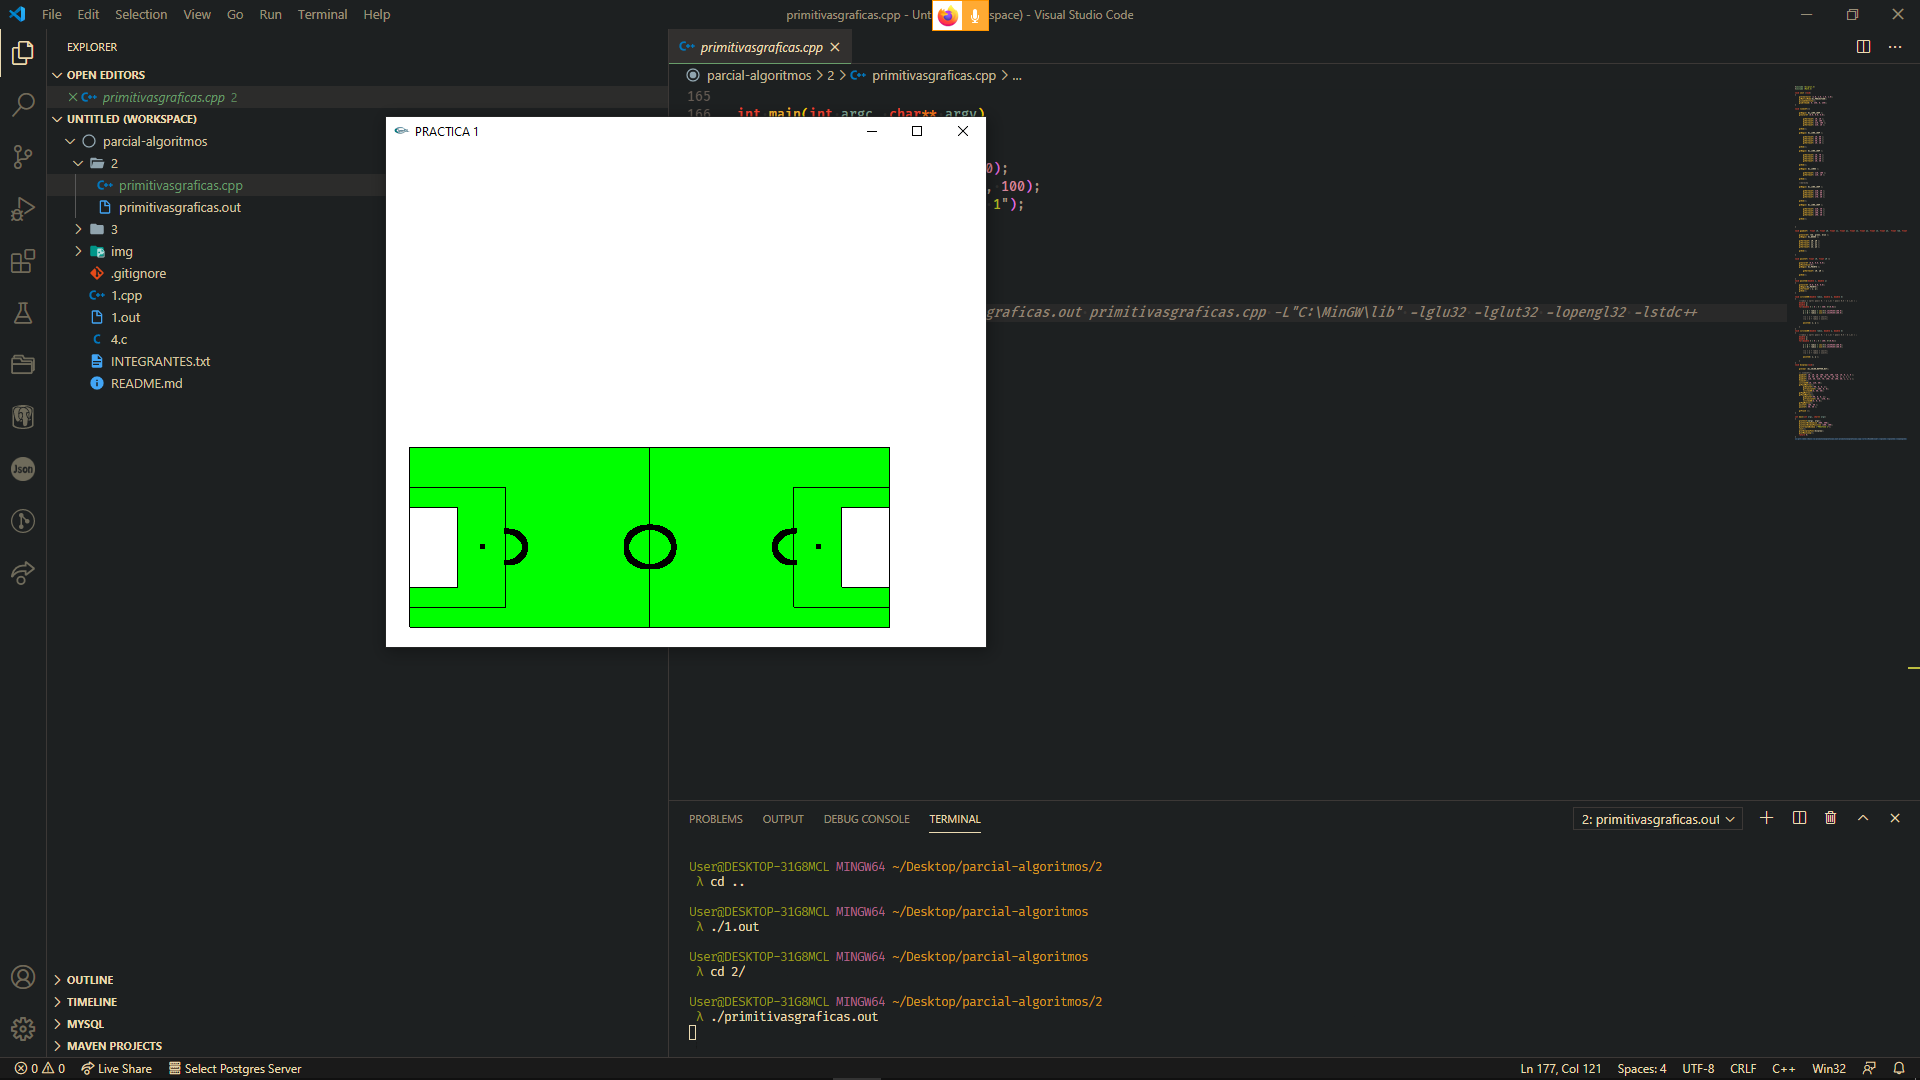 File Edit Selection View Go Run Terminal Help
primitivasgraficas.cpp - Unt space) - Visual Studio Code
EXPLORER
OPEN EDITORS
primitivasgraficas.cpp 2
UNTITLED (WORKSPACE)
parcial-algoritmos
2
primitivasgraficas.cpp
primitivasgraficas.out
3
img
.gitignore
1.cpp
1.out
4.c
INTEGRANTES.txt
README.md
OUTLINE
TIMELINE
MYSQL
MAVEN PROJECTS
Json
primitivasgraficas.cpp
parcial-algoritmos > 2 > primitivasgraficas.cpp > ...
165
166 int main(int argc, char** argv)
0);
, 100);
1");
graficas.out primitivasgraficas.cpp -L"C:\MinGW\lib" -lglu32 -lglut32 -lopengl32 -lstdc++
PRACTICA 1
PROBLEMS OUTPUT DEBUG CONSOLE TERMINAL
2: primitivasgraficas.out
User@DESKTOP-31G8MCL MINGW64 ~/Desktop/parcial-algoritmos/2
λ cd ..
User@DESKTOP-31G8MCL MINGW64 ~/Desktop/parcial-algoritmos
λ ./1.out
User@DESKTOP-31G8MCL MINGW64 ~/Desktop/parcial-algoritmos
λ cd 2/
User@DESKTOP-31G8MCL MINGW64 ~/Desktop/parcial-algoritmos/2
λ ./primitivasgraficas.out
0 0 Live Share Select Postgres Server
Ln 177, Col 121 Spaces: 4 UTF-8 CRLF C++ Win32